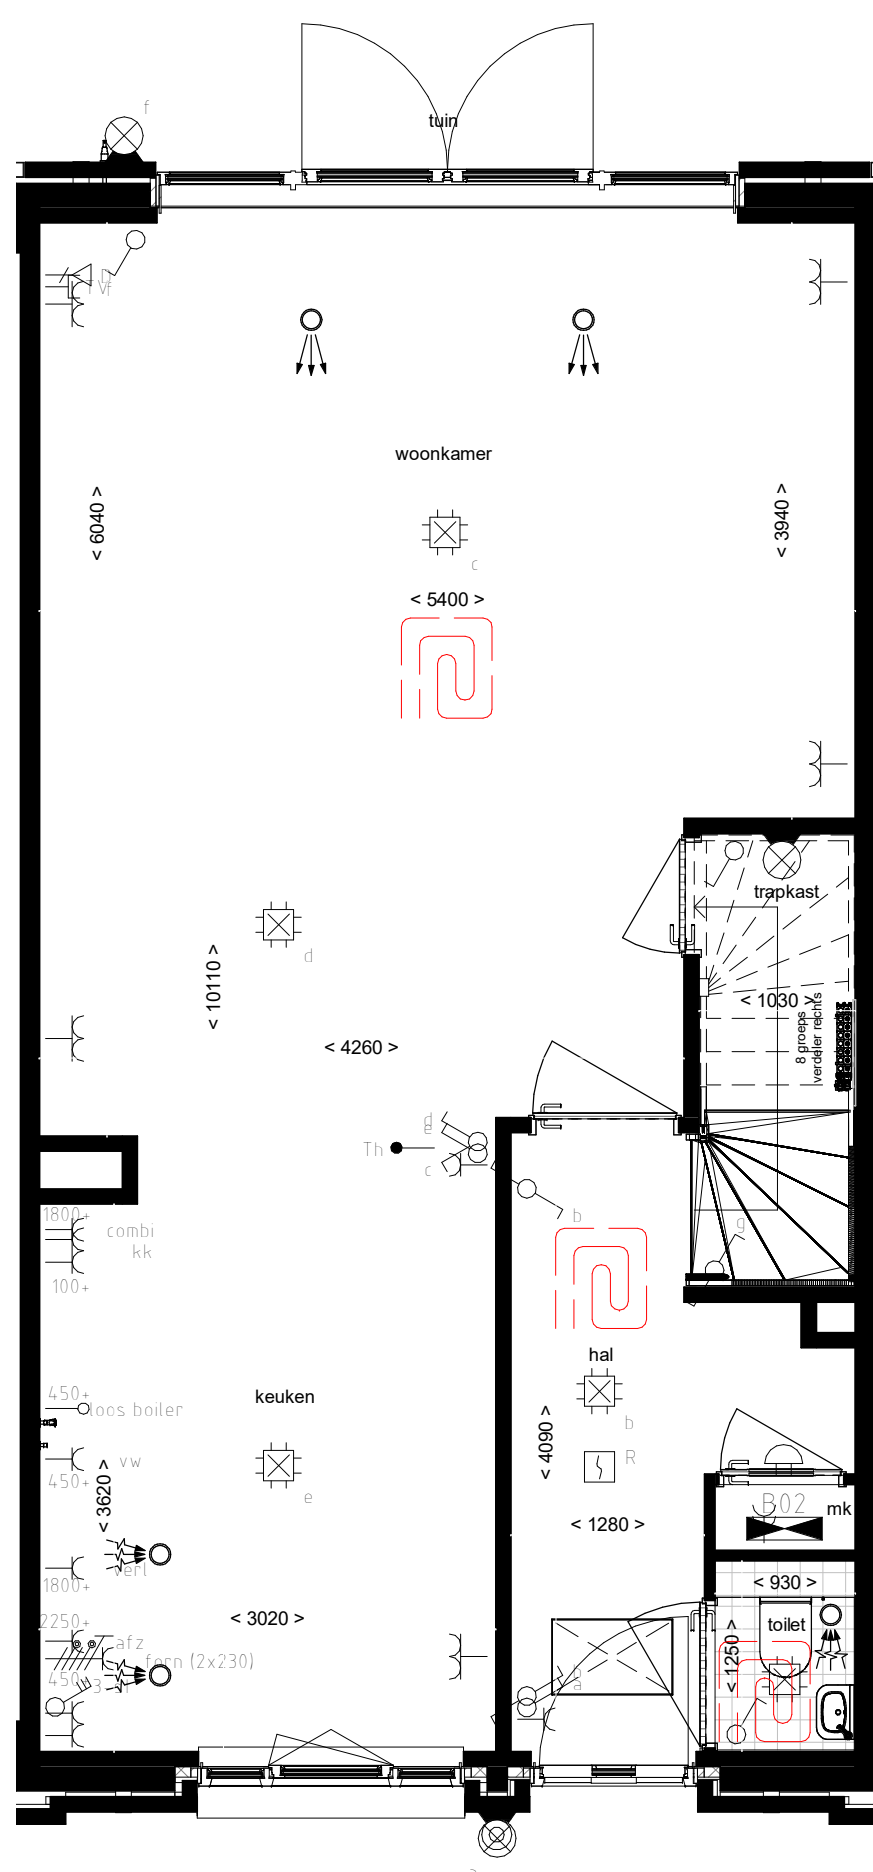 tuin
f
D
TVf
woonkamer
< 6040 >
< 3940 >
c
< 5400 >
trapkast
d
< 10110 >
< 1030 >
8 groeps
verdeler rechts
< 4260 >
d
e
Th
c
b
g
1800+
combi
kk
100+
hal
keuken
450+
loos boiler
< 4090 >
b
vw
R
450+
< 3620 >
e
B02
mk
< 1280 >
verl
1800+
< 930 >
2250+
< 3020 >
toilet
afz
forn (2x230)
< 1250 >
450+
b
a